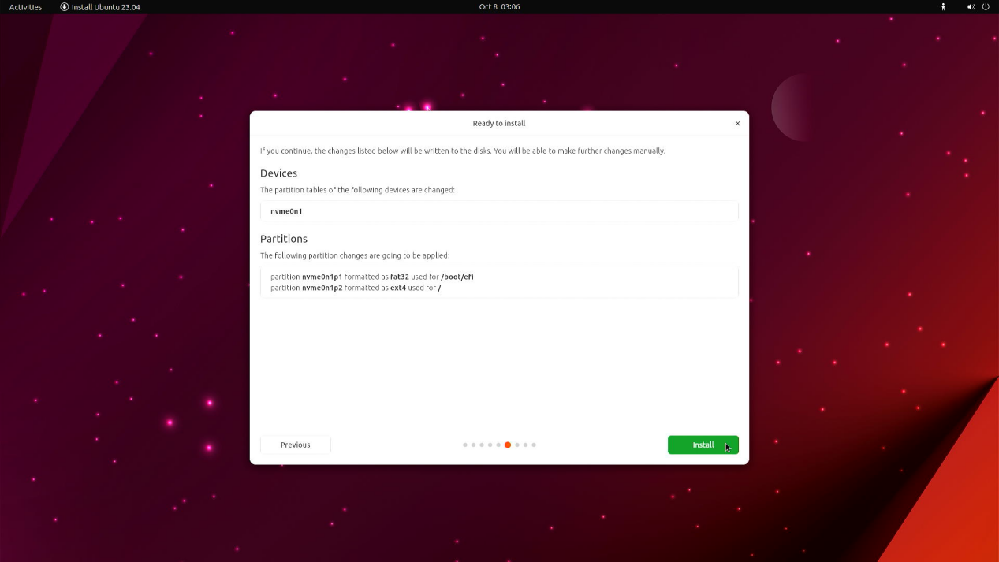 Activities
Install Ubuntu 23.04
Oct 8 03:06
Ready to install
If you continue, the changes listed below will be written to the disks. You will be able to make further changes manually.
Devices
The partition tables of the following devices are changed:
nvme0n1
Partitions
The following partition changes are going to be applied:
partition nvme0n1p1 formatted as fat32 used for /boot/efi
partition nvme0n1p2 formatted as ext4 used for /
Previous
Install